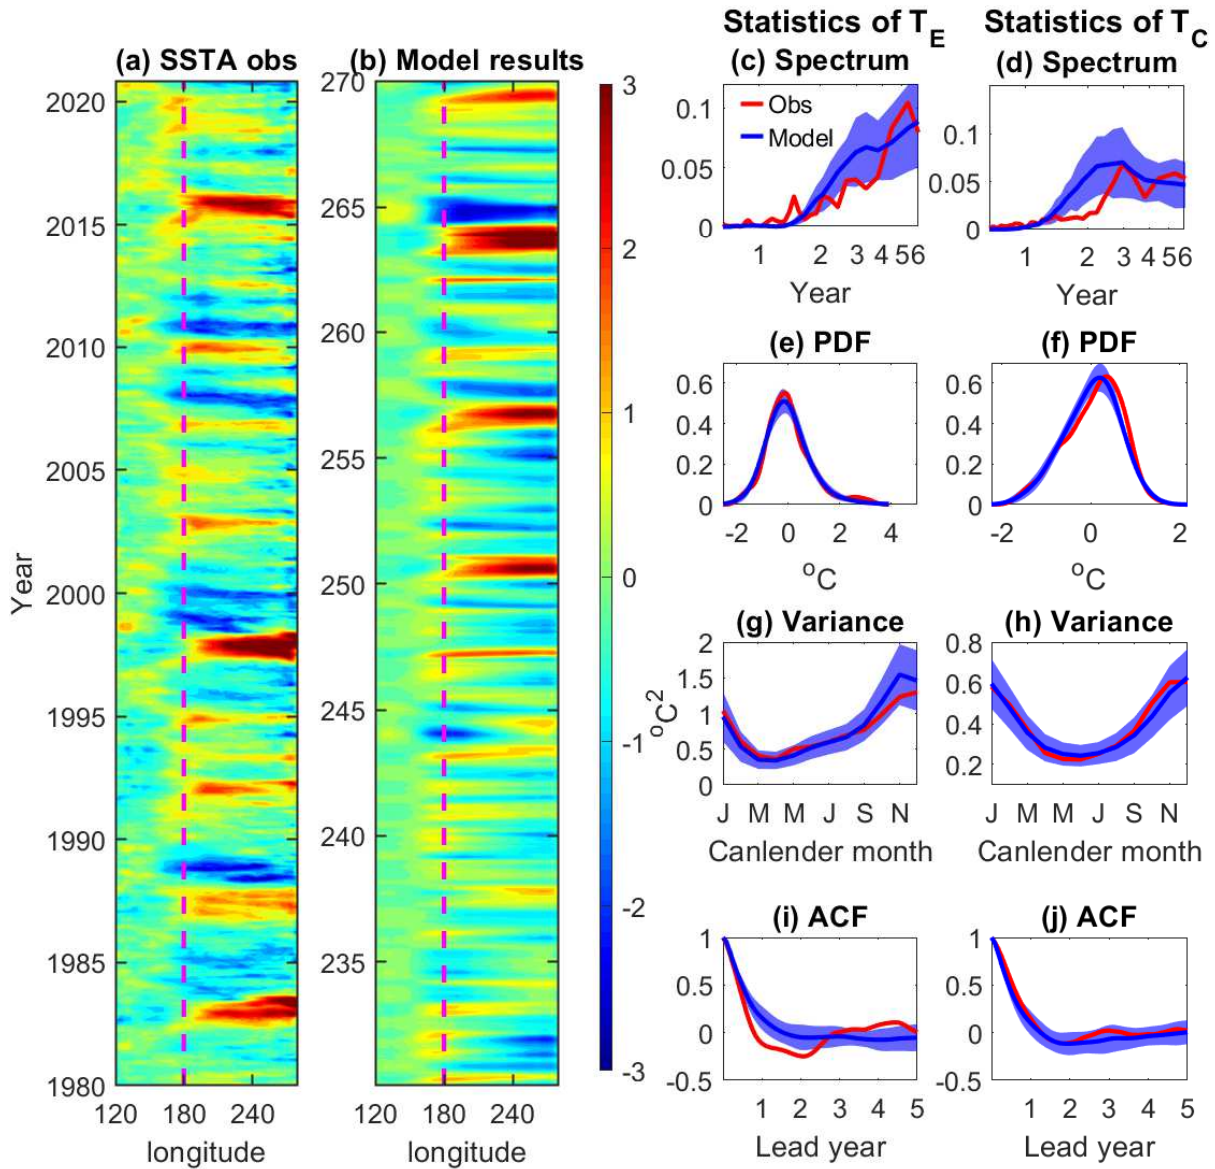 Statistics of T_E
Statistics of T_C
(a) SSTA obs
(b) Model results
(c) Spectrum
(d) Spectrum
2020
2015
2010
2005
2000
1995
1990
1985
1980
Year
120 180 240
longitude
270
265
260
255
250
245
240
235
120 180 240
longitude
3
2
1
0
-1
-2
-3
°C²
Obs
Model
0.1
0.05
0
1 2 3 4 5 6
Year
0.1
0.05
0
1 2 3 4 5 6
Year
(e) PDF
0.6
0.4
0.2
0
-2 0 2 4
°C
(f) PDF
0.6
0.4
0.2
0
-2 0 2
°C
(g) Variance
2
1.5
1
0.5
0
J M M J S N
Canlender month
(h) Variance
0.8
0.6
0.4
0.2
J M M J S N
Canlender month
(i) ACF
1
0.5
0
-0.5
1 2 3 4 5
Lead year
(j) ACF
1
0.5
0
-0.5
1 2 3 4 5
Lead year